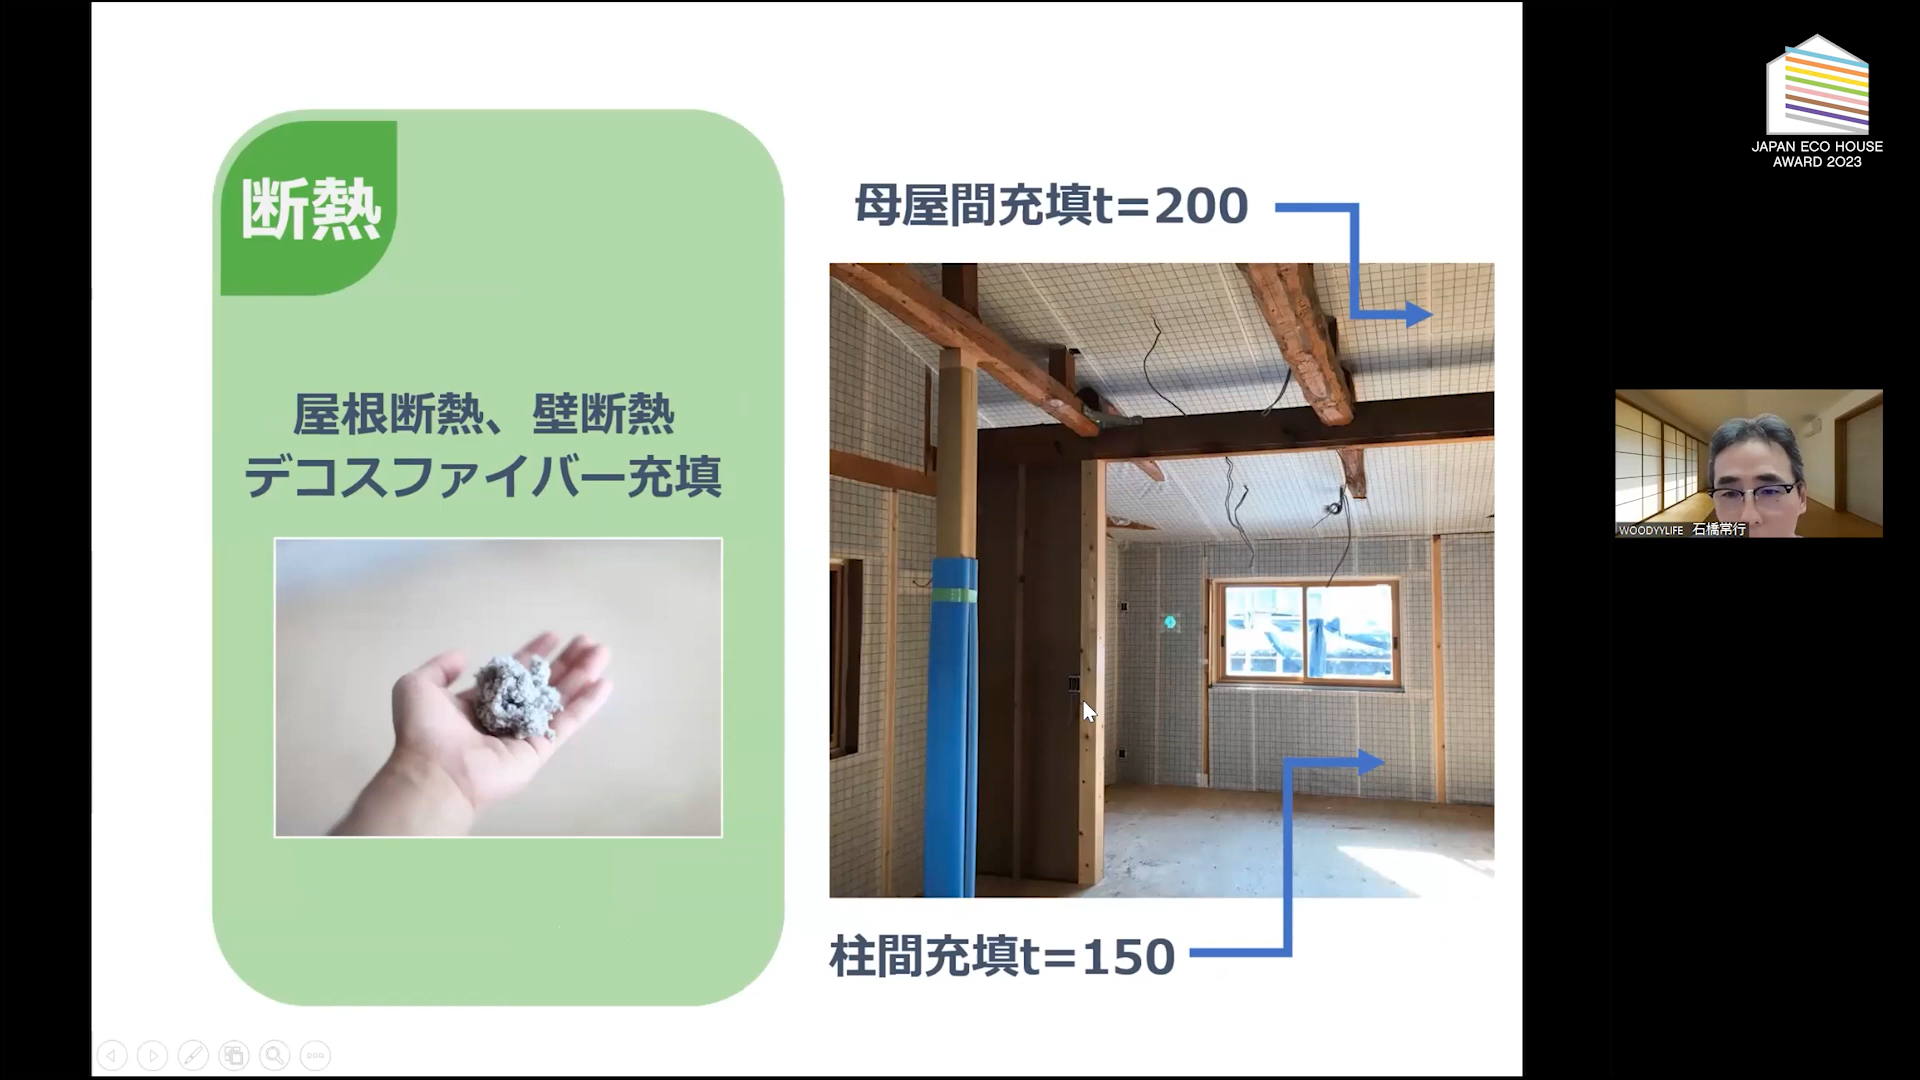 断熱
屋根断熱、壁断熱
デコスファイバー充填
母屋間充填t=200
柱間充填t=150
JAPAN ECO HOUSE
AWARD 2023
WOODYYLIFE 石橋常行